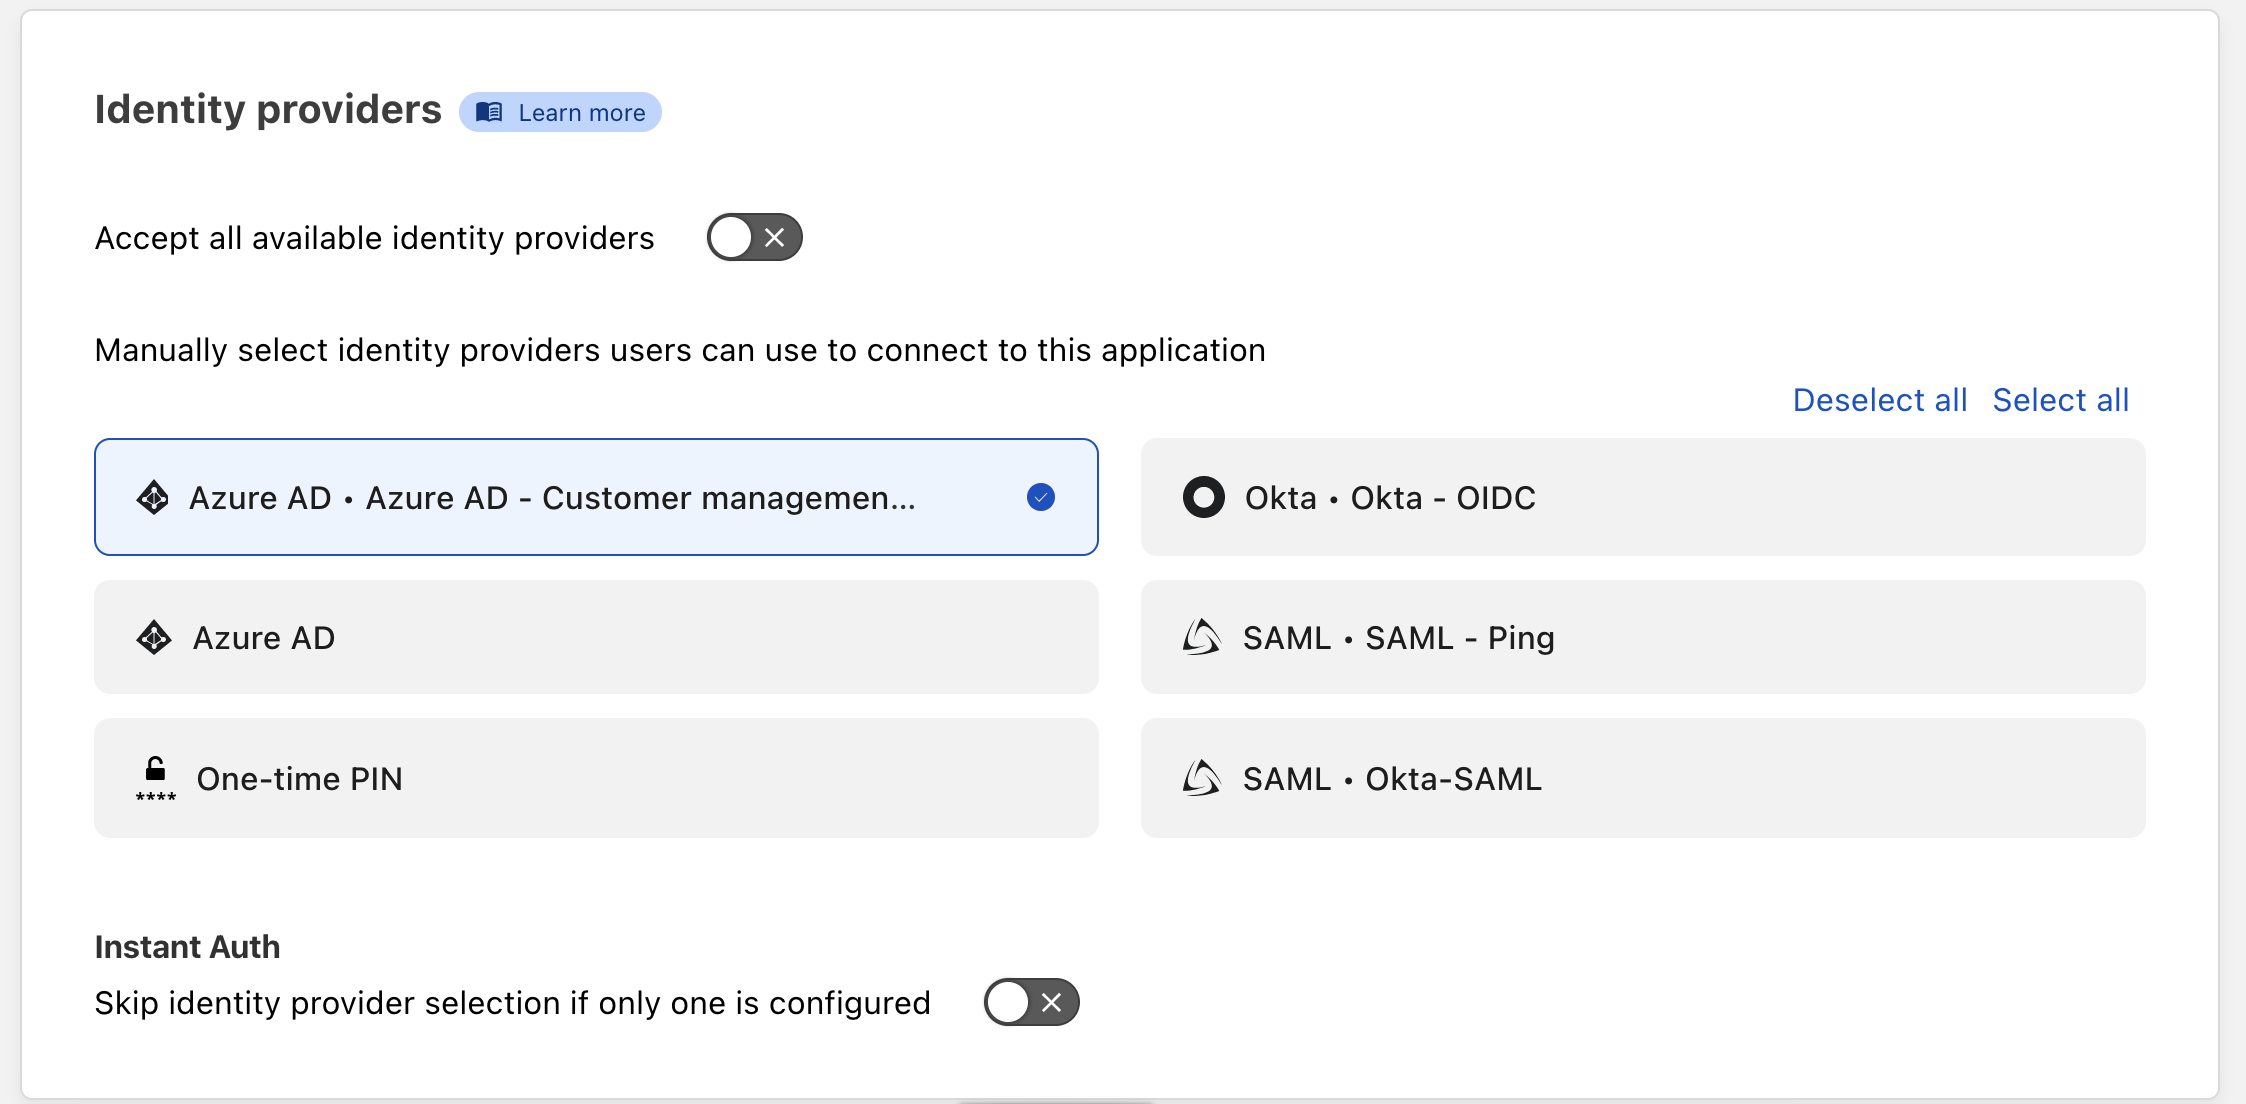 Identity providers
Learn more
Accept all available identity providers
Manually select identity providers users can use to connect to this application
Deselect all Select all
Azure AD • Azure AD - Customer managemen...
Okta • Okta - OIDC
Azure AD
SAML • SAML - Ping
**** One-time PIN
SAML • Okta-SAML
Instant Auth
Skip identity provider selection if only one is configured